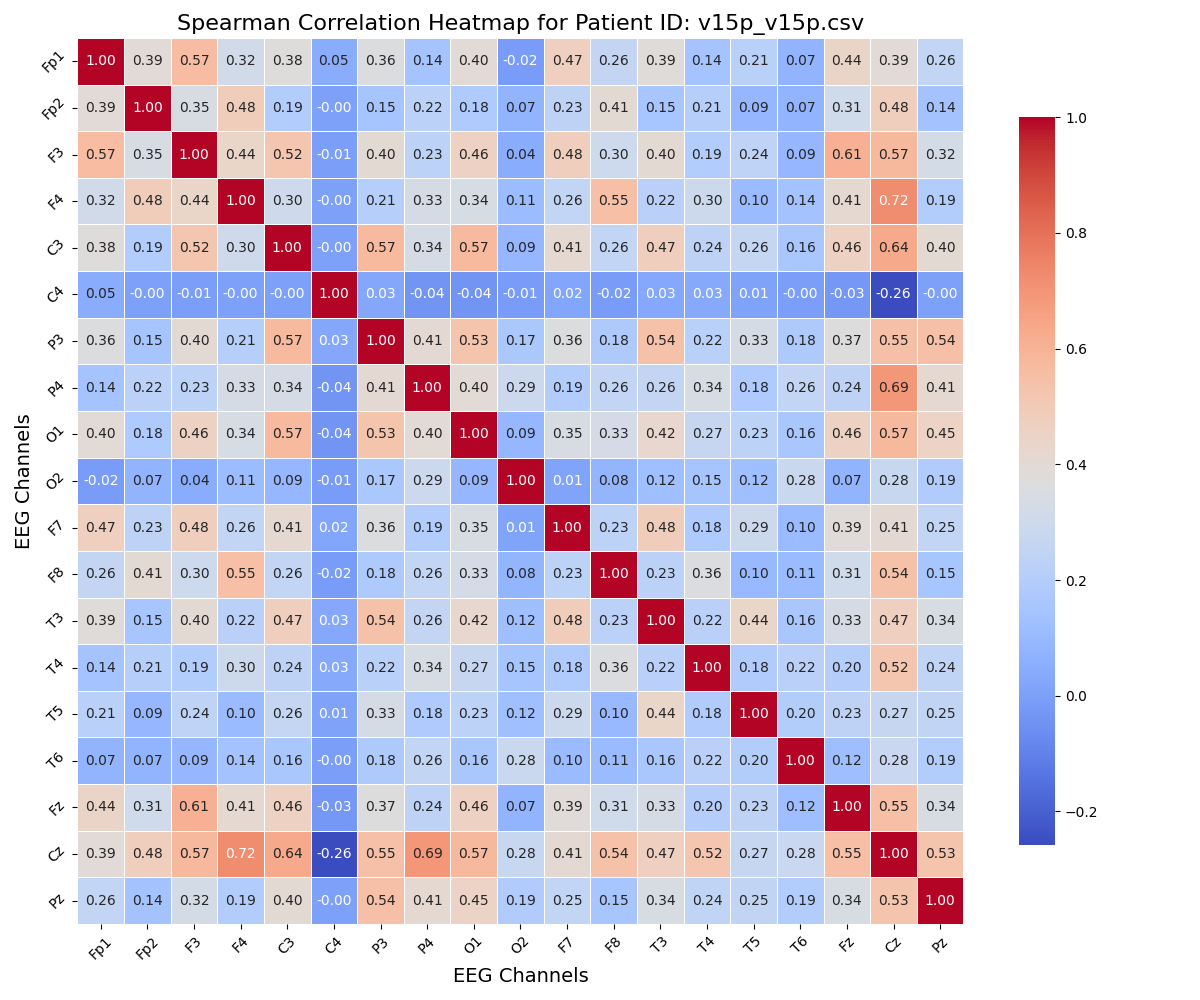 Spearman Correlation Heatmap for Patient ID: v15p_v15p.csv
Fp1 1.00 0.39 0.57 0.32 0.38 0.05 0.36 0.14 0.40 -0.02 0.47 0.26 0.39 0.14 0.21 0.07 0.44 0.39 0.26
Fp2 0.39 1.00 0.35 0.48 0.19 -0.00 0.15 0.22 0.18 0.07 0.23 0.41 0.15 0.21 0.09 0.07 0.31 0.48 0.14
F3 0.57 0.35 1.00 0.44 0.52 -0.01 0.40 0.23 0.46 0.04 0.48 0.30 0.40 0.19 0.24 0.09 0.61 0.57 0.32
F4 0.32 0.48 0.44 1.00 0.30 -0.00 0.21 0.33 0.34 0.11 0.26 0.55 0.22 0.30 0.10 0.14 0.41 0.72 0.19
C3 0.38 0.19 0.52 0.30 1.00 -0.00 0.57 0.34 0.57 0.09 0.41 0.26 0.47 0.24 0.26 0.16 0.46 0.64 0.40
C4 0.05 -0.00 -0.01 -0.00 -0.00 1.00 0.03 -0.04 -0.04 -0.01 0.02 -0.02 0.03 0.03 0.01 -0.00 -0.03 -0.26 -0.00
P3 0.36 0.15 0.40 0.21 0.57 0.03 1.00 0.41 0.53 0.17 0.36 0.18 0.54 0.22 0.33 0.18 0.37 0.55 0.54
P4 0.14 0.22 0.23 0.33 0.34 -0.04 0.41 1.00 0.40 0.29 0.19 0.26 0.26 0.34 0.18 0.26 0.24 0.69 0.41
O1 0.40 0.18 0.46 0.34 0.57 -0.04 0.53 0.40 1.00 0.09 0.35 0.33 0.42 0.27 0.23 0.16 0.46 0.57 0.45
O2 -0.02 0.07 0.04 0.11 0.09 -0.01 0.17 0.29 0.09 1.00 0.01 0.08 0.12 0.15 0.12 0.28 0.07 0.28 0.19
F7 0.47 0.23 0.48 0.26 0.41 0.02 0.36 0.19 0.35 0.01 1.00 0.23 0.48 0.18 0.29 0.10 0.39 0.41 0.25
F8 0.26 0.41 0.30 0.55 0.26 -0.02 0.18 0.26 0.33 0.08 0.23 1.00 0.23 0.36 0.10 0.11 0.31 0.54 0.15
T3 0.39 0.15 0.40 0.22 0.47 0.03 0.54 0.26 0.42 0.12 0.48 0.23 1.00 0.22 0.44 0.16 0.33 0.47 0.34
T4 0.14 0.21 0.19 0.30 0.24 0.03 0.22 0.34 0.27 0.15 0.18 0.36 0.22 1.00 0.18 0.22 0.20 0.52 0.24
T5 0.21 0.09 0.24 0.10 0.26 0.01 0.33 0.18 0.23 0.12 0.29 0.10 0.44 0.18 1.00 0.20 0.23 0.27 0.25
T6 0.07 0.07 0.09 0.14 0.16 -0.00 0.18 0.26 0.16 0.28 0.10 0.11 0.16 0.22 0.20 1.00 0.12 0.28 0.19
Fz 0.44 0.31 0.61 0.41 0.46 -0.03 0.37 0.24 0.46 0.07 0.39 0.31 0.33 0.20 0.23 0.12 1.00 0.55 0.34
Cz 0.39 0.48 0.57 0.72 0.64 -0.26 0.55 0.69 0.57 0.28 0.41 0.54 0.47 0.52 0.27 0.28 0.55 1.00 0.53
Pz 0.26 0.14 0.32 0.19 0.40 -0.00 0.54 0.41 0.45 0.19 0.25 0.15 0.34 0.24 0.25 0.19 0.34 0.53 1.00
Fp1 Fp2 F3 F4 C3 C4 P3 P4 O1 O2 F7 F8 T3 T4 T5 T6 Fz Cz Pz
EEG Channels
EEG Channels
1.0
0.8
0.6
0.4
0.2
0.0
−0.2